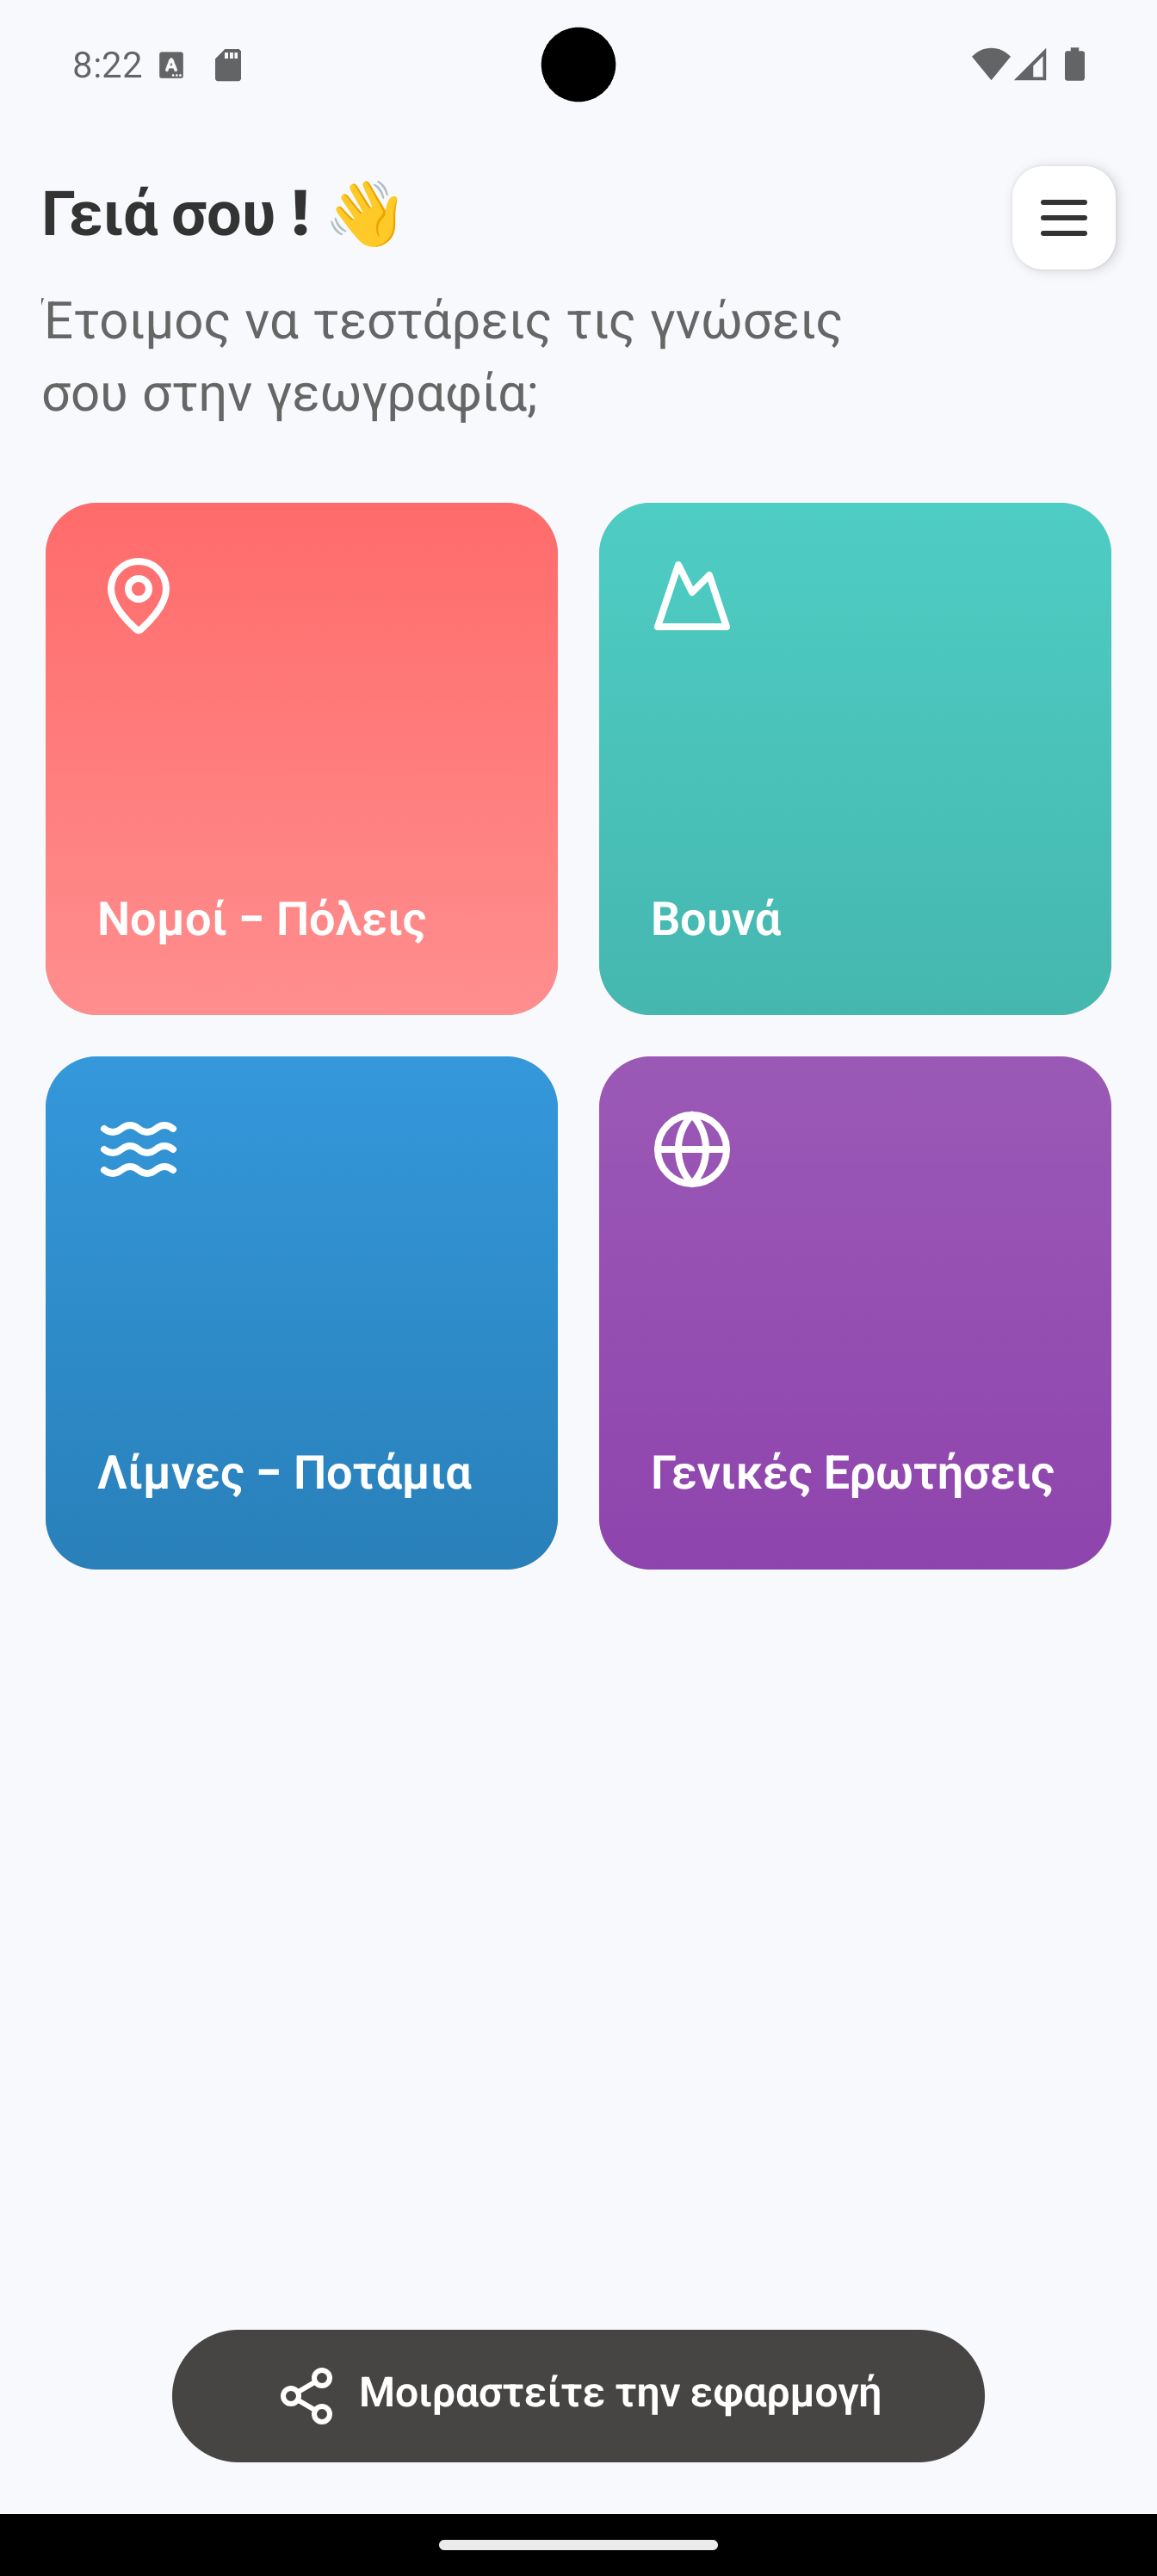 8:22
Γειά σου ! 👋
Έτοιμος να τεστάρεις τις γνώσεις
σου στην γεωγραφία;
Νομοί - Πόλεις
Βουνά
Λίμνες - Ποτάμια
Γενικές Ερωτήσεις
Μοιραστείτε την εφαρμογή